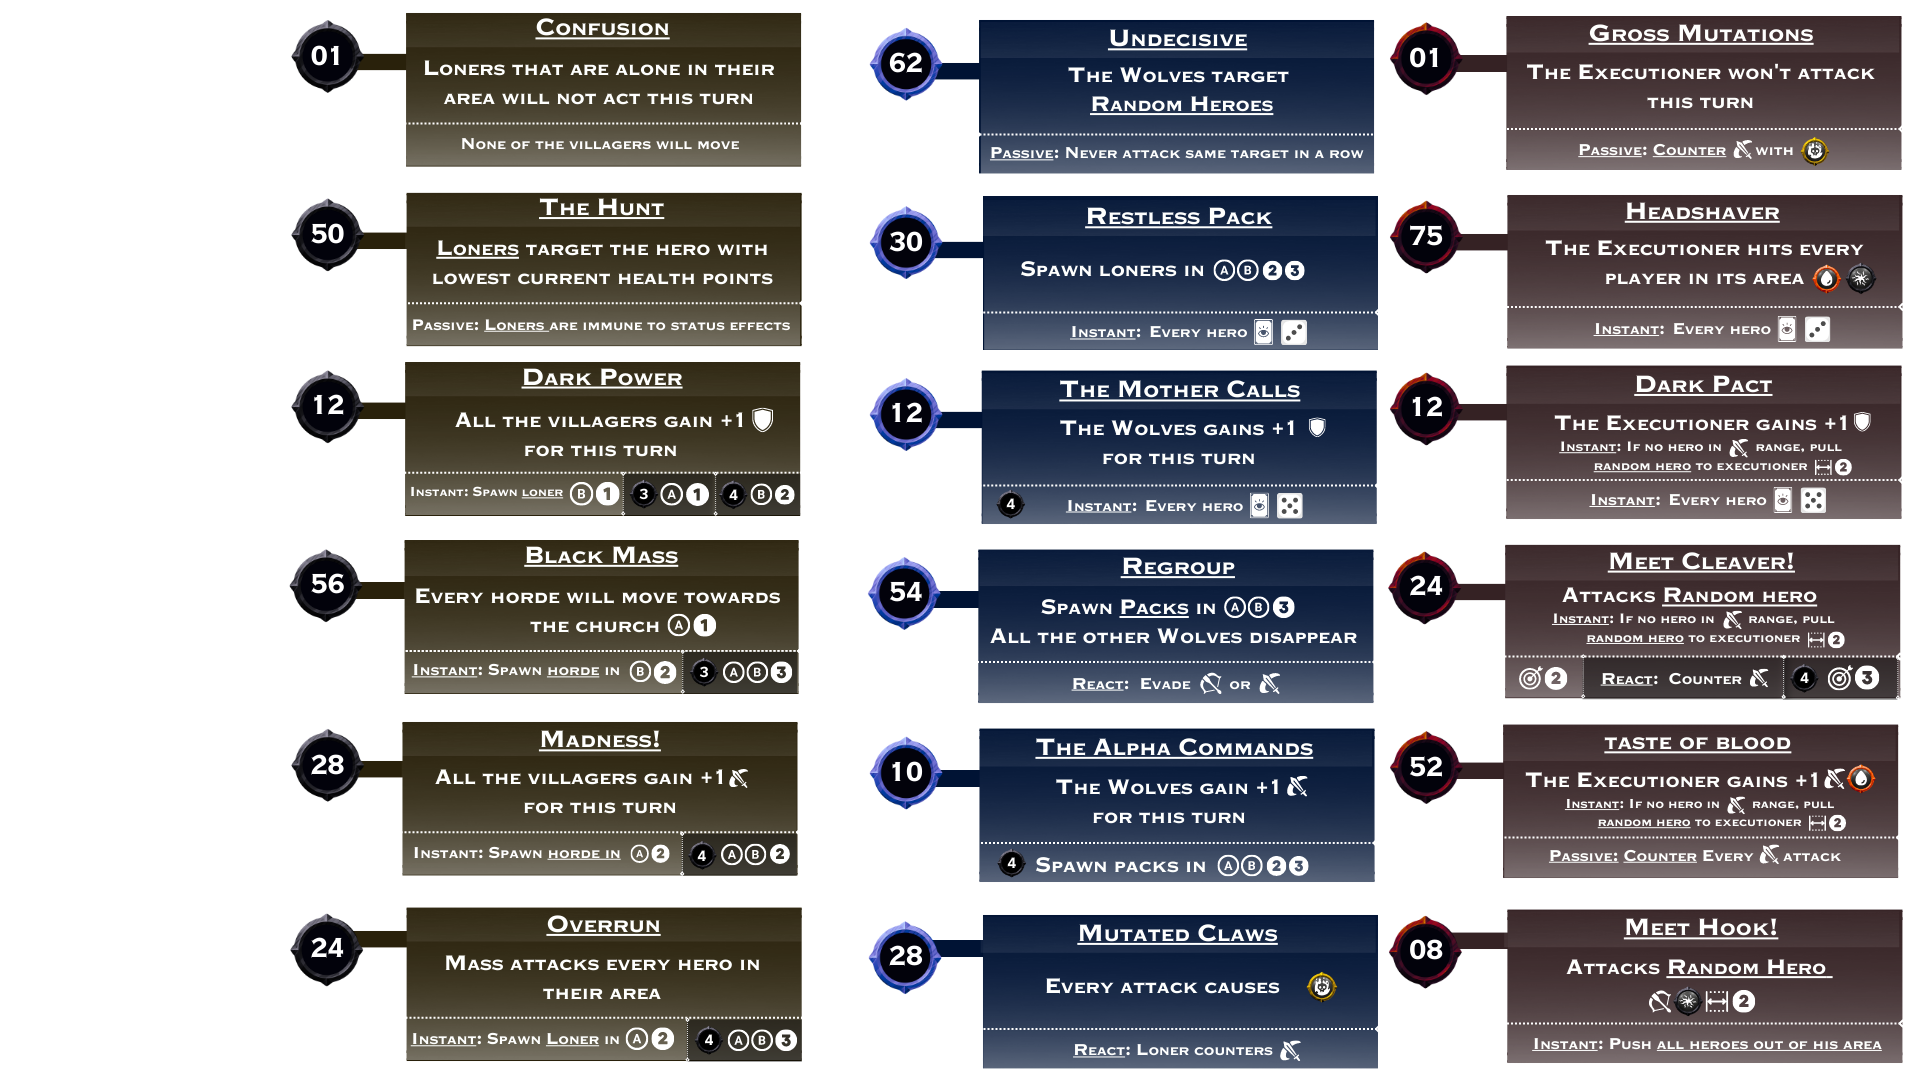 01
CONFUSION
LONERS THAT ARE ALONE IN THEIR
AREA WILL NOT ACT THIS TURN
NONE OF THE VILLAGERS WILL MOVE
50
THE HUNT
LONERS TARGET THE HERO WITH
LOWEST CURRENT HEALTH POINTS
PASSIVE: LONERS ARE IMMUNE TO STATUS EFFECTS
12
DARK POWER
ALL THE VILLAGERS GAIN +1
FOR THIS TURN
INSTANT: SPAWN LONER B 1 3 A 1 4 B 2
56
BLACK MASS
EVERY HORDE WILL MOVE TOWARDS
THE CHURCH A 1
INSTANT: SPAWN HORDE IN B 2 3 A B 3
28
MADNESS!
ALL THE VILLAGERS GAIN +1
FOR THIS TURN
INSTANT: SPAWN HORDE IN A 2 4 A B 2
24
OVERRUN
MASS ATTACKS EVERY HERO IN
THEIR AREA
INSTANT: SPAWN LONER IN A 2 4 A B 3
62
UNDECISIVE
THE WOLVES TARGET
RANDOM HEROES
PASSIVE: NEVER ATTACK SAME TARGET IN A ROW
30
RESTLESS PACK
SPAWN LONERS IN A B 2 3
INSTANT: EVERY HERO
12
THE MOTHER CALLS
THE WOLVES GAINS +1
FOR THIS TURN
4 INSTANT: EVERY HERO
54
REGROUP
SPAWN PACKS IN A B 3
ALL THE OTHER WOLVES DISAPPEAR
REACT: EVADE OR
10
THE ALPHA COMMANDS
THE WOLVES GAIN +1
FOR THIS TURN
4 SPAWN PACKS IN A B 2 3
28
MUTATED CLAWS
EVERY ATTACK CAUSES
REACT: LONER COUNTERS
01
GROSS MUTATIONS
THE EXECUTIONER WON'T ATTACK
THIS TURN
PASSIVE: COUNTER WITH
75
HEADSHAVER
THE EXECUTIONER HITS EVERY
PLAYER IN ITS AREA
INSTANT: EVERY HERO
12
DARK PACT
THE EXECUTIONER GAINS +1
INSTANT: IF NO HERO IN RANGE, PULL
RANDOM HERO TO EXECUTIONER 2
INSTANT: EVERY HERO
24
MEET CLEAVER!
ATTACKS RANDOM HERO
INSTANT: IF NO HERO IN RANGE, PULL
RANDOM HERO TO EXECUTIONER 2
2 REACT: COUNTER 4 3
52
TASTE OF BLOOD
THE EXECUTIONER GAINS +1
INSTANT: IF NO HERO IN RANGE, PULL
RANDOM HERO TO EXECUTIONER 2
PASSIVE: COUNTER EVERY ATTACK
08
MEET HOOK!
ATTACKS RANDOM HERO
2
INSTANT: PUSH ALL HEROES OUT OF HIS AREA